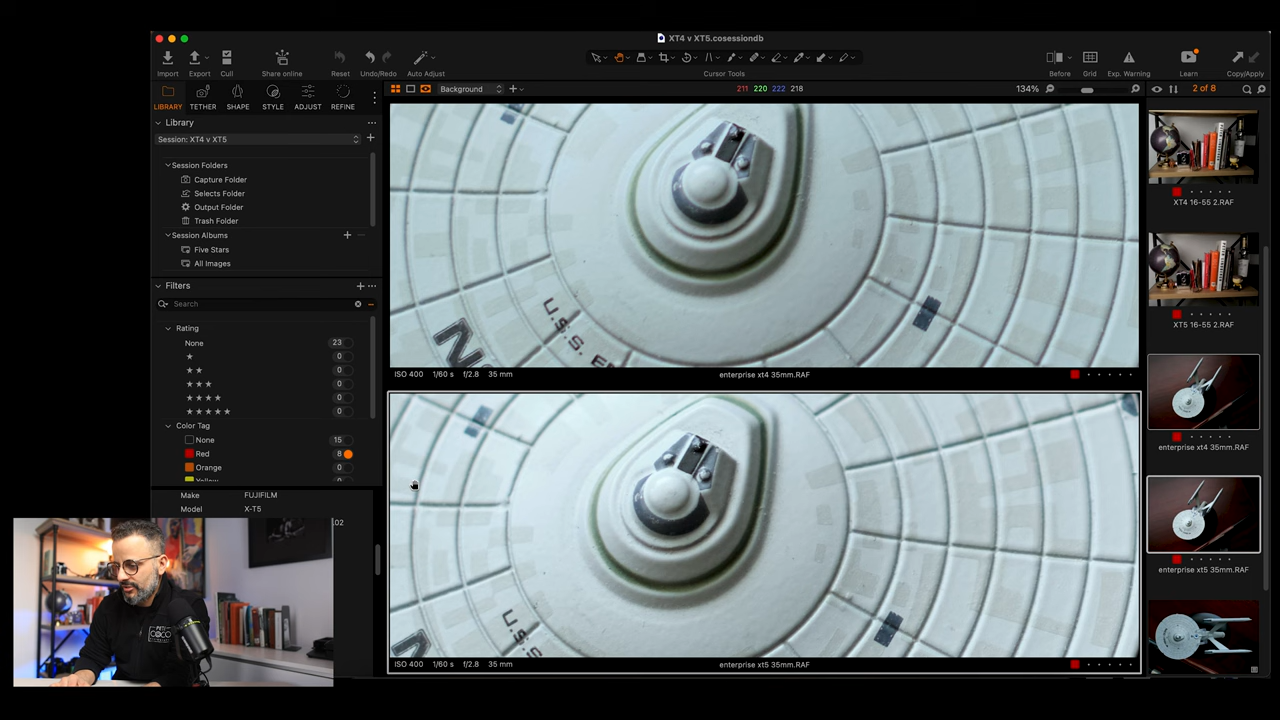 XT4 v XT5.cosessiondb
Import
Export
Cull
Share online
Reset
Undo/Redo
Auto Adjust
Cursor Tools
Before
Grid
Exp. Warning
Learn
Copy/Apply
LIBRARY
TETHER
SHAPE
STYLE
ADJUST
REFINE
Background
211 220 222 218
134%
2 of 8
Library
Session: XT4 v XT5
Session Folders
Capture Folder
Selects Folder
Output Folder
Trash Folder
Session Albums
Five Stars
All Images
Filters
Search
Rating
None 23
0
0
0
0
0
Color Tag
None 15
Red 8
Orange 0
Yellow 0
Make FUJIFILM
Model X-T5
.02
U.S.S. E
N
ISO 400 1/60 s f/2.8 35 mm
enterprise xt4 35mm.RAF
U.S.
ISO 400 1/60 s f/2.8 35 mm
enterprise xt5 35mm.RAF
XT4 16-55 2.RAF
XT5 16-55 2.RAF
enterprise xt4 35mm.RAF
enterprise xt5 35mm.RAF
PETE
COCO